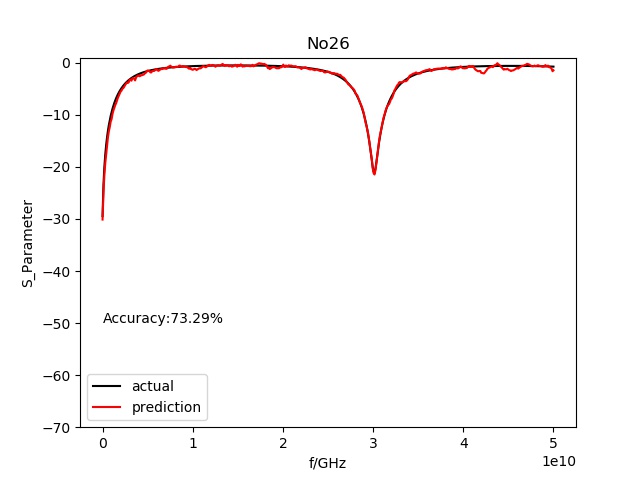 No26
0
−10
−20
−30
−40
−50
−60
−70
S_Parameter
Accuracy:73.29%
actual
prediction
0
1
2
3
4
5
1e10
f/GHz